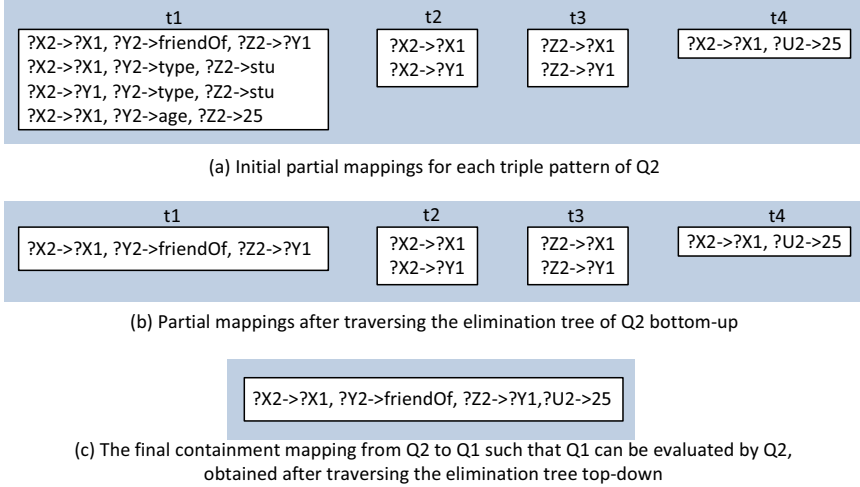 t1 t2 t3 t4
?X2->?X1, ?Y2->friendOf, ?Z2->?Y1 ?X2->?X1 ?Z2->?X1 ?X2->?X1, ?U2->25
?X2->?X1, ?Y2->type, ?Z2->stu ?X2->?Y1 ?Z2->?Y1
?X2->?Y1, ?Y2->type, ?Z2->stu
?X2->?X1, ?Y2->age, ?Z2->25
(a) Initial partial mappings for each triple pattern of Q2
t1 t2 t3 t4
?X2->?X1, ?Y2->friendOf, ?Z2->?Y1 ?X2->?X1 ?Z2->?X1 ?X2->?X1, ?U2->25
?X2->?Y1 ?Z2->?Y1
(b) Partial mappings after traversing the elimination tree of Q2 bottom-up
?X2->?X1, ?Y2->friendOf, ?Z2->?Y1,?U2->25
(c) The final containment mapping from Q2 to Q1 such that Q1 can be evaluated by Q2,
obtained after traversing the elimination tree top-down